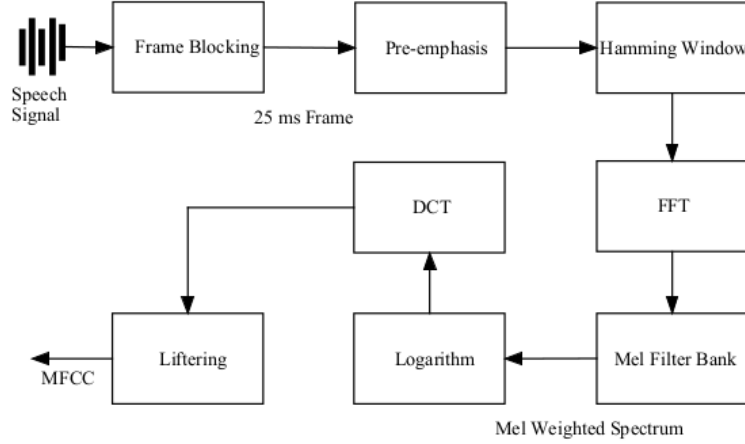 Speech
Signal
Frame Blocking
25 ms Frame
Pre-emphasis
Hamming Window
FFT
Mel Filter Bank
Mel Weighted Spectrum
Logarithm
DCT
Liftering
MFCC